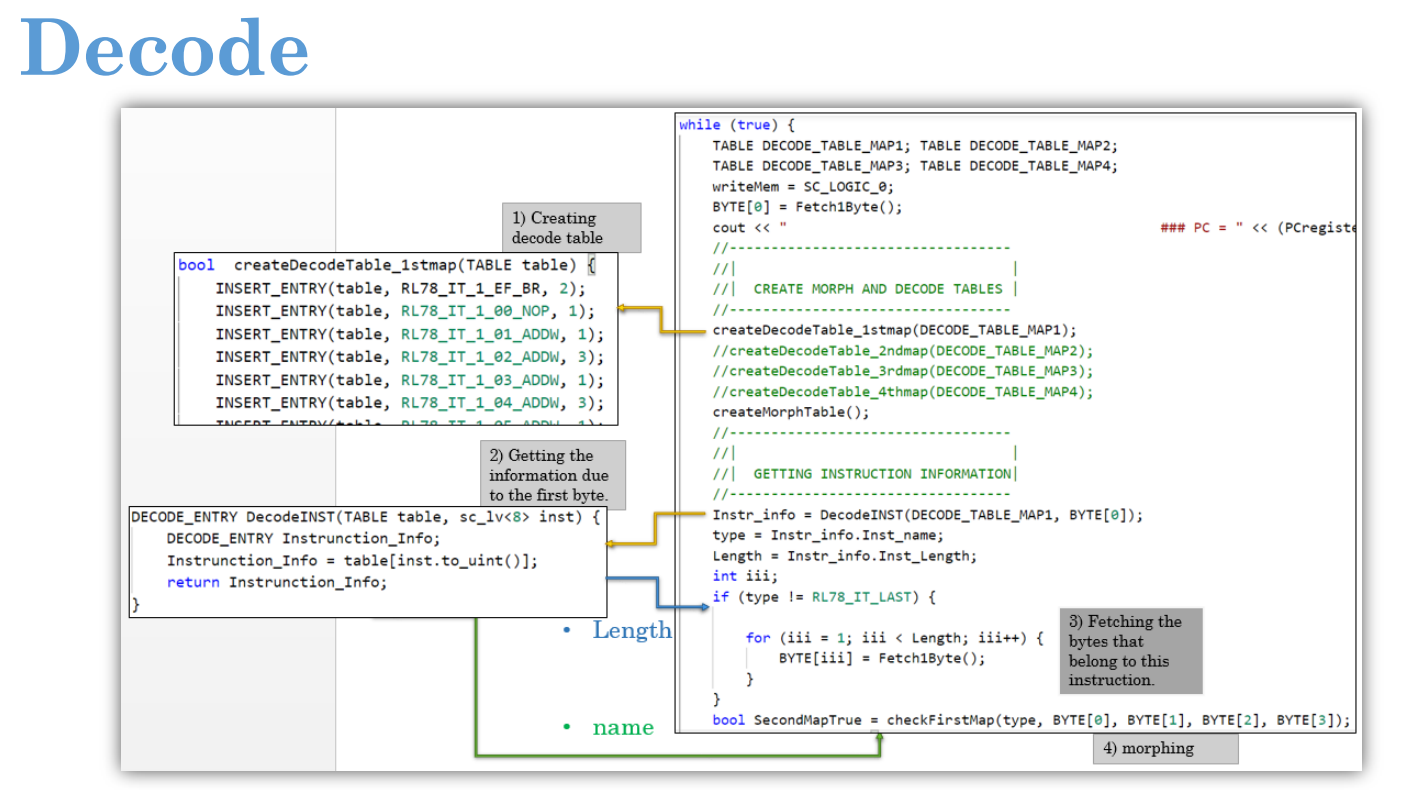 Decode
1) Creating
decode table
bool createDecodeTable_1stmap(TABLE table) {
INSERT_ENTRY(table, RL78_IT_1_EF_BR, 2);
INSERT_ENTRY(table, RL78_IT_1_00_NOP, 1);
INSERT_ENTRY(table, RL78_IT_1_01_ADDW, 1);
INSERT_ENTRY(table, RL78_IT_1_02_ADDW, 3);
INSERT_ENTRY(table, RL78_IT_1_03_ADDW, 1);
INSERT_ENTRY(table, RL78_IT_1_04_ADDW, 3);
INSERT_ENTRY(table, RL78_IT_1_05_ADDW, 1);
2) Getting the
information due
to the first byte.
DECODE_ENTRY DecodeINST(TABLE table, sc_lv<8> inst) {
DECODE_ENTRY Instrunction_Info;
Instrunction_Info = table[inst.to_uint()];
return Instrunction_Info;
}
• Length
• name
while (true) {
TABLE DECODE_TABLE_MAP1; TABLE DECODE_TABLE_MAP2;
TABLE DECODE_TABLE_MAP3; TABLE DECODE_TABLE_MAP4;
writeMem = SC_LOGIC_0;
BYTE[0] = Fetch1Byte();
cout << " ### PC = " << (PCregiste
//----------------------------------
//| |
//| CREATE MORPH AND DECODE TABLES |
//----------------------------------
createDecodeTable_1stmap(DECODE_TABLE_MAP1);
//createDecodeTable_2ndmap(DECODE_TABLE_MAP2);
//createDecodeTable_3rdmap(DECODE_TABLE_MAP3);
//createDecodeTable_4thmap(DECODE_TABLE_MAP4);
createMorphTable();
//----------------------------------
//| |
//| GETTING INSTRUCTION INFORMATION|
//----------------------------------
Instr_info = DecodeINST(DECODE_TABLE_MAP1, BYTE[0]);
type = Instr_info.Inst_name;
Length = Instr_info.Inst_Length;
int iii;
if (type != RL78_IT_LAST) {
for (iii = 1; iii < Length; iii++) {
BYTE[iii] = Fetch1Byte();
}
}
bool SecondMapTrue = checkFirstMap(type, BYTE[0], BYTE[1], BYTE[2], BYTE[3]);
3) Fetching the
bytes that
belong to this
instruction.
4) morphing